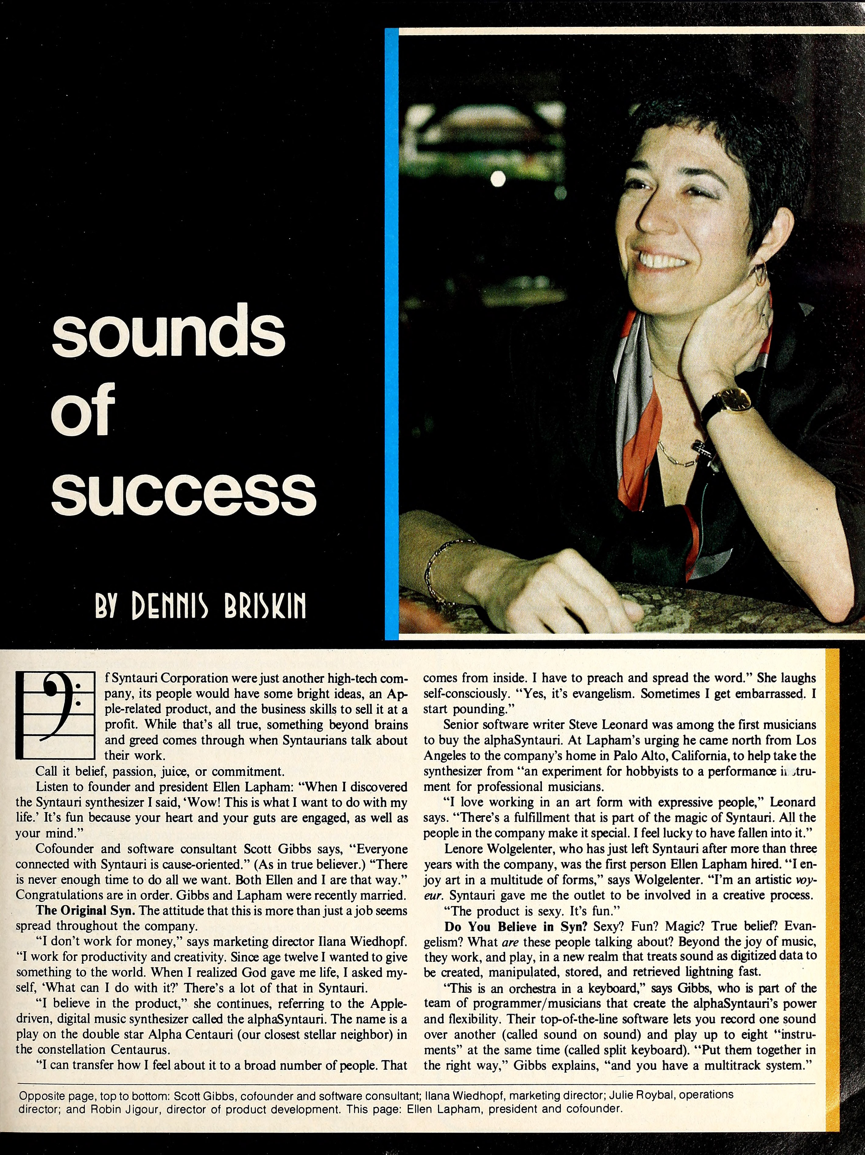 sounds
of
success
BY DENNIS BRISKIN
f Syntauri Corporation were just another high-tech com-
pany, its people would have some bright ideas, an Ap-
ple-related product, and the business skills to sell it at a
profit. While that's all true, something beyond brains
and greed comes through when Syntaurians talk about
their work.
Call it belief, passion, juice, or commitment.
Listen to founder and president Ellen Lapham: "When I discovered
the Syntauri synthesizer I said, 'Wow! This is what I want to do with my
life.' It's fun because your heart and your guts are engaged, as well as
your mind."
Cofounder and software consultant Scott Gibbs says, "Everyone
connected with Syntauri is cause-oriented." (As in true believer.) "There
is never enough time to do all we want. Both Ellen and I are that way."
Congratulations are in order. Gibbs and Lapham were recently married.
The Original Syn. The attitude that this is more than just a job seems
spread throughout the company.
"I don't work for money," says marketing director Ilana Wiedhopf.
"I work for productivity and creativity. Since age twelve I wanted to give
something to the world. When I realized God gave me life, I asked my-
self, 'What can I do with it?' There's a lot of that in Syntauri.
"I believe in the product," she continues, referring to the Apple-
driven, digital music synthesizer called the alphaSyntauri. The name is a
play on the double star Alpha Centauri (our closest stellar neighbor) in
the constellation Centaurus.
"I can transfer how I feel about it to a broad number of people. That
comes from inside. I have to preach and spread the word." She laughs
self-consciously. "Yes, it's evangelism. Sometimes I get embarrassed. I
start pounding."
Senior software writer Steve Leonard was among the first musicians
to buy the alphaSyntauri. At Lapham's urging he came north from Los
Angeles to the company's home in Palo Alto, California, to help take the
synthesizer from "an experiment for hobbyists to a performance
ment for professional musicians.
"I love working in an art form with expressive people," Leonard
says. "There's a fulfillment that is part of the magic of Syntauri. All the
people in the company make it special. I feel lucky to have fallen into it."
Lenore Wolgelenter, who has just left Syntauri after more than three
years with the company, was the first person Ellen Lapham hired. "I en-
joy art in a multitude of forms," says Wolgelenter. "I'm an artistic voy-
eur. Syntauri gave me the outlet to be involved in a creative process.
"The product is sexy. It's fun."
Do You Believe in Syn? Sexy? Fun? Magic? True belief? Evan-
gelism? What are these people talking about? Beyond the joy of music,
they work, and play, in a new realm that treats sound as digitized data to
be created, manipulated, stored, and retrieved lightning fast.
"This is an orchestra in a keyboard," says Gibbs, who is part of the
team of programmer/musicians that create the alphaSyntauri's power
and flexibility. Their top-of-the-line software lets you record one sound
over another (called sound on sound) and play up to eight "instru-
ments" at the same time (called split keyboard). "Put them together in
the right way," Gibbs explains, "and you have a multitrack system."
Opposite page, top to bottom: Scott Gibbs, cofounder and software consultant; Ilana Wiedhopf, marketing director; Julie Roybal, operations
director; and Robin Jigour, director of product development. This page: Ellen Lapham, president and cofounder.